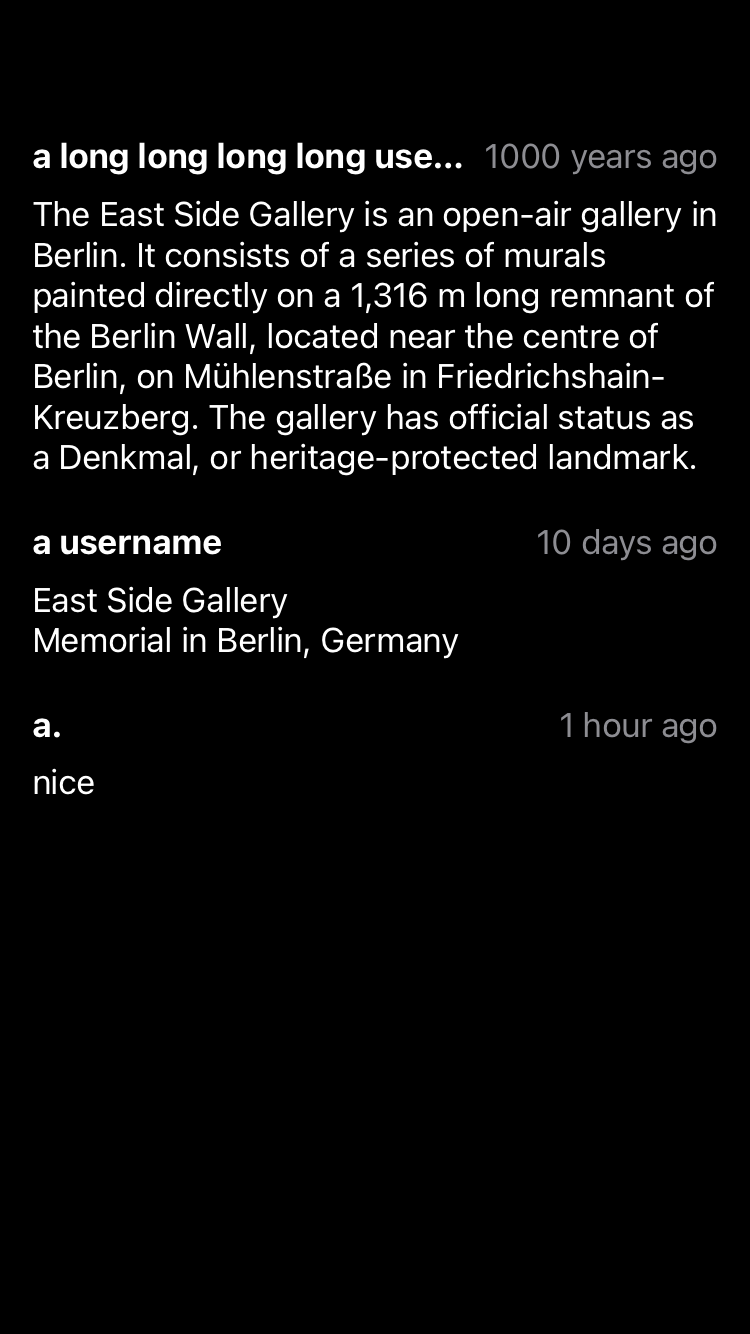 a long long long long use... 1000 years ago
The East Side Gallery is an open-air gallery in
Berlin. It consists of a series of murals
painted directly on a 1,316 m long remnant of
the Berlin Wall, located near the centre of
Berlin, on Mühlenstraße in Friedrichshain-
Kreuzberg. The gallery has official status as
a Denkmal, or heritage-protected landmark.
a username 10 days ago
East Side Gallery
Memorial in Berlin, Germany
a. 1 hour ago
nice